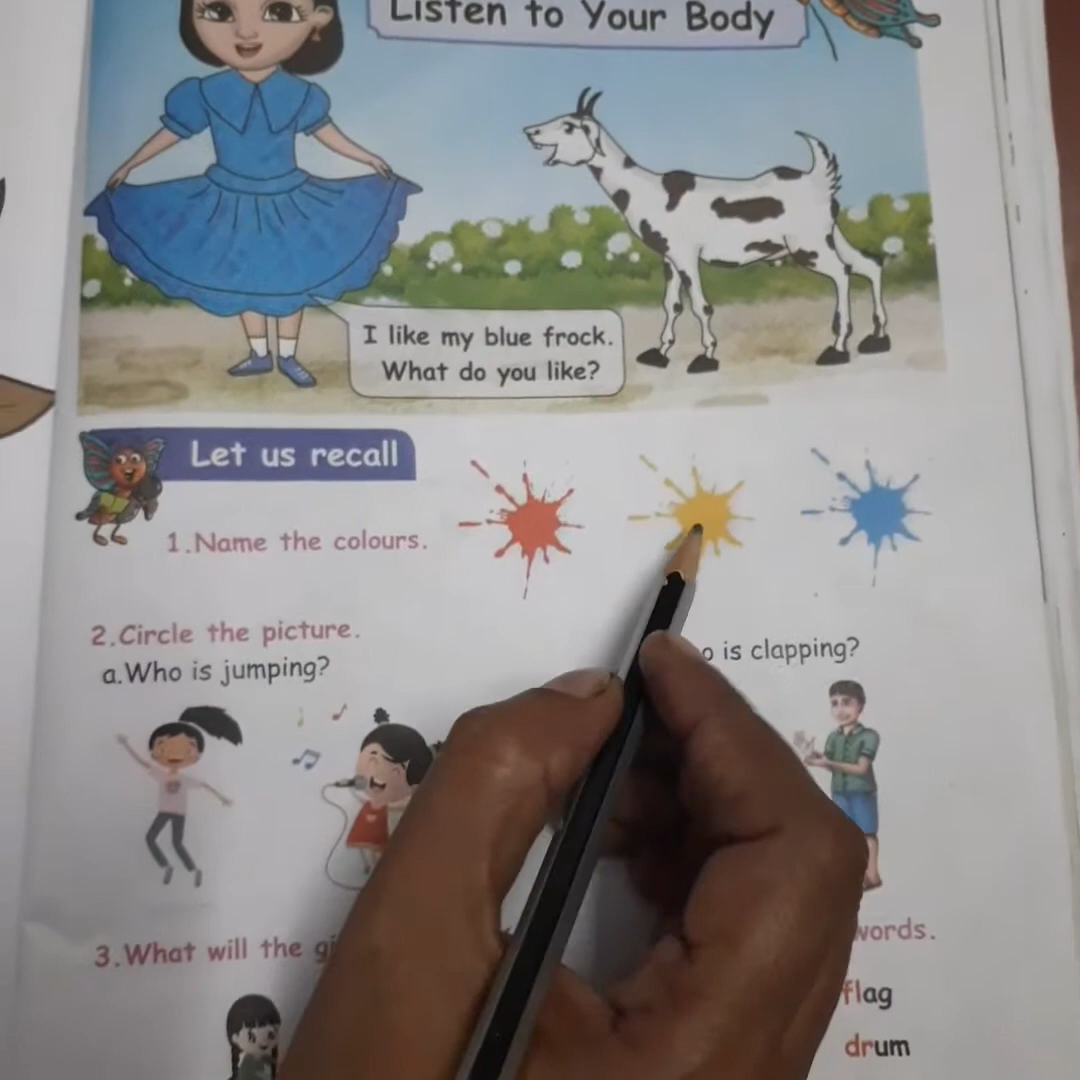 Listen to Your Body
I like my blue frock.
What do you like?
Let us recall
1.Name the colours.
2.Circle the picture.
a.Who is jumping?
is clapping?
3.What will the
words.
flag
drum